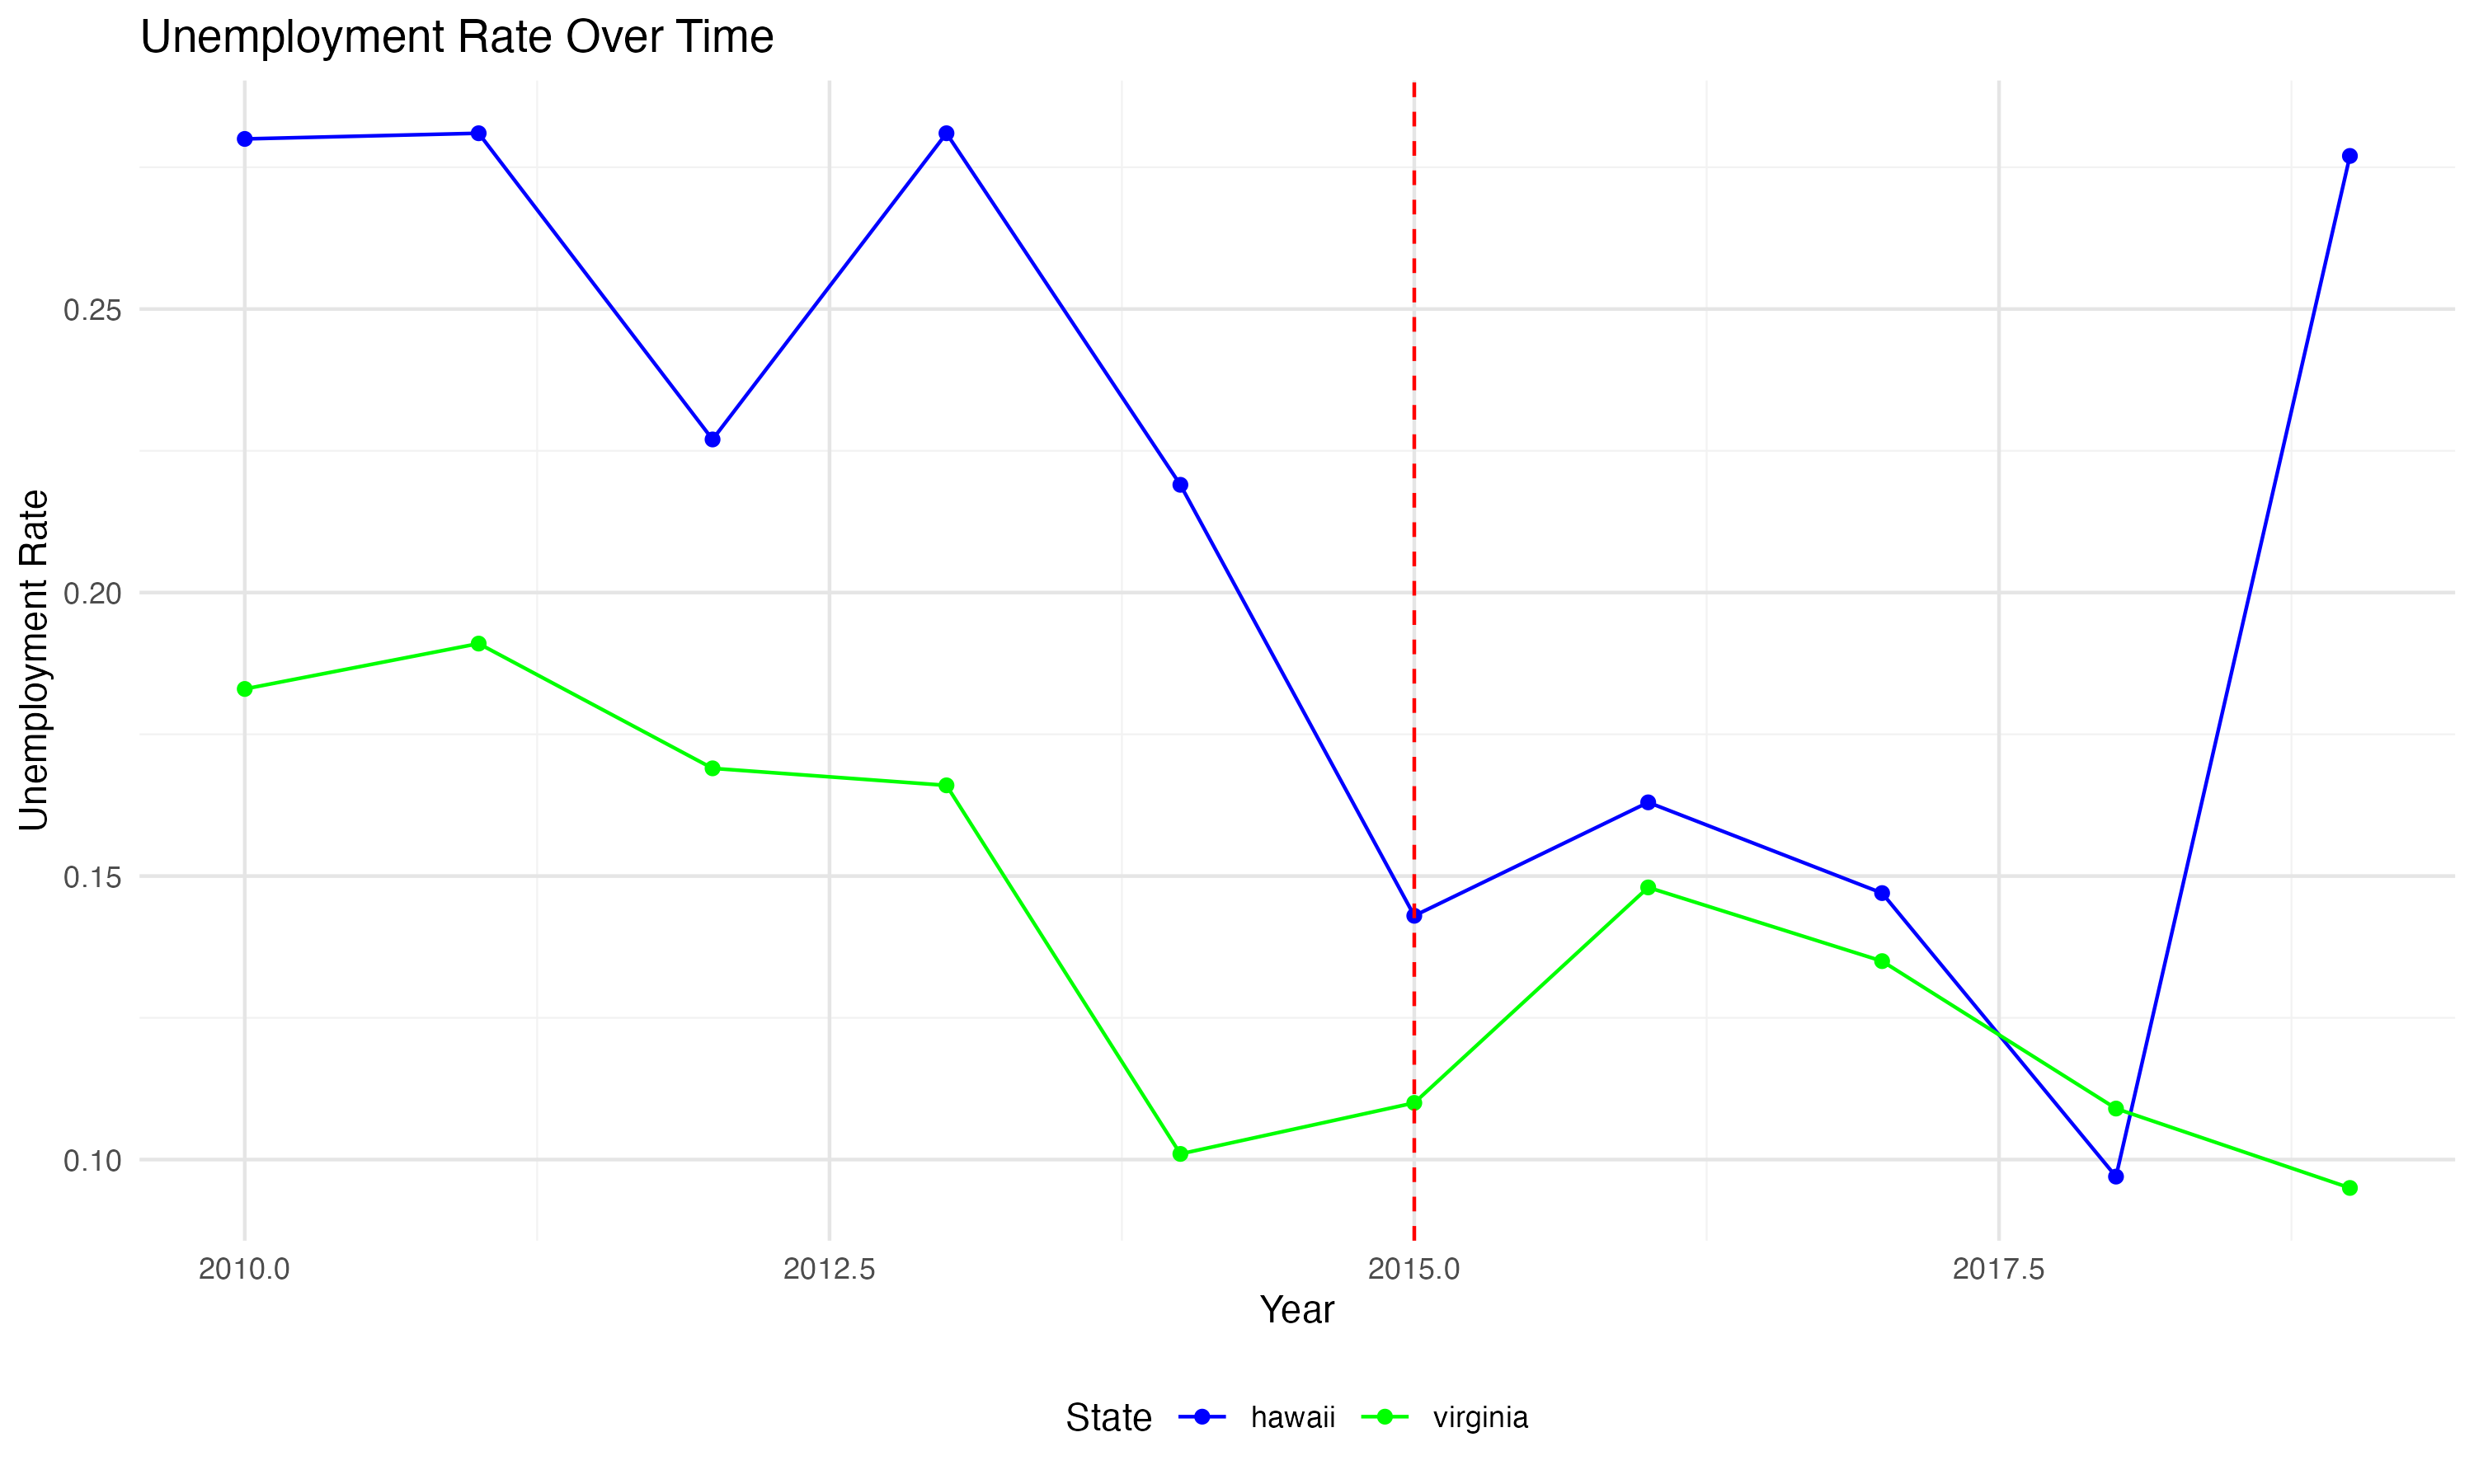 Unemployment Rate Over Time
Unemployment Rate
0.25
0.20
0.15
0.10
2010.0 2012.5 2015.0 2017.5
Year
State hawaii virginia